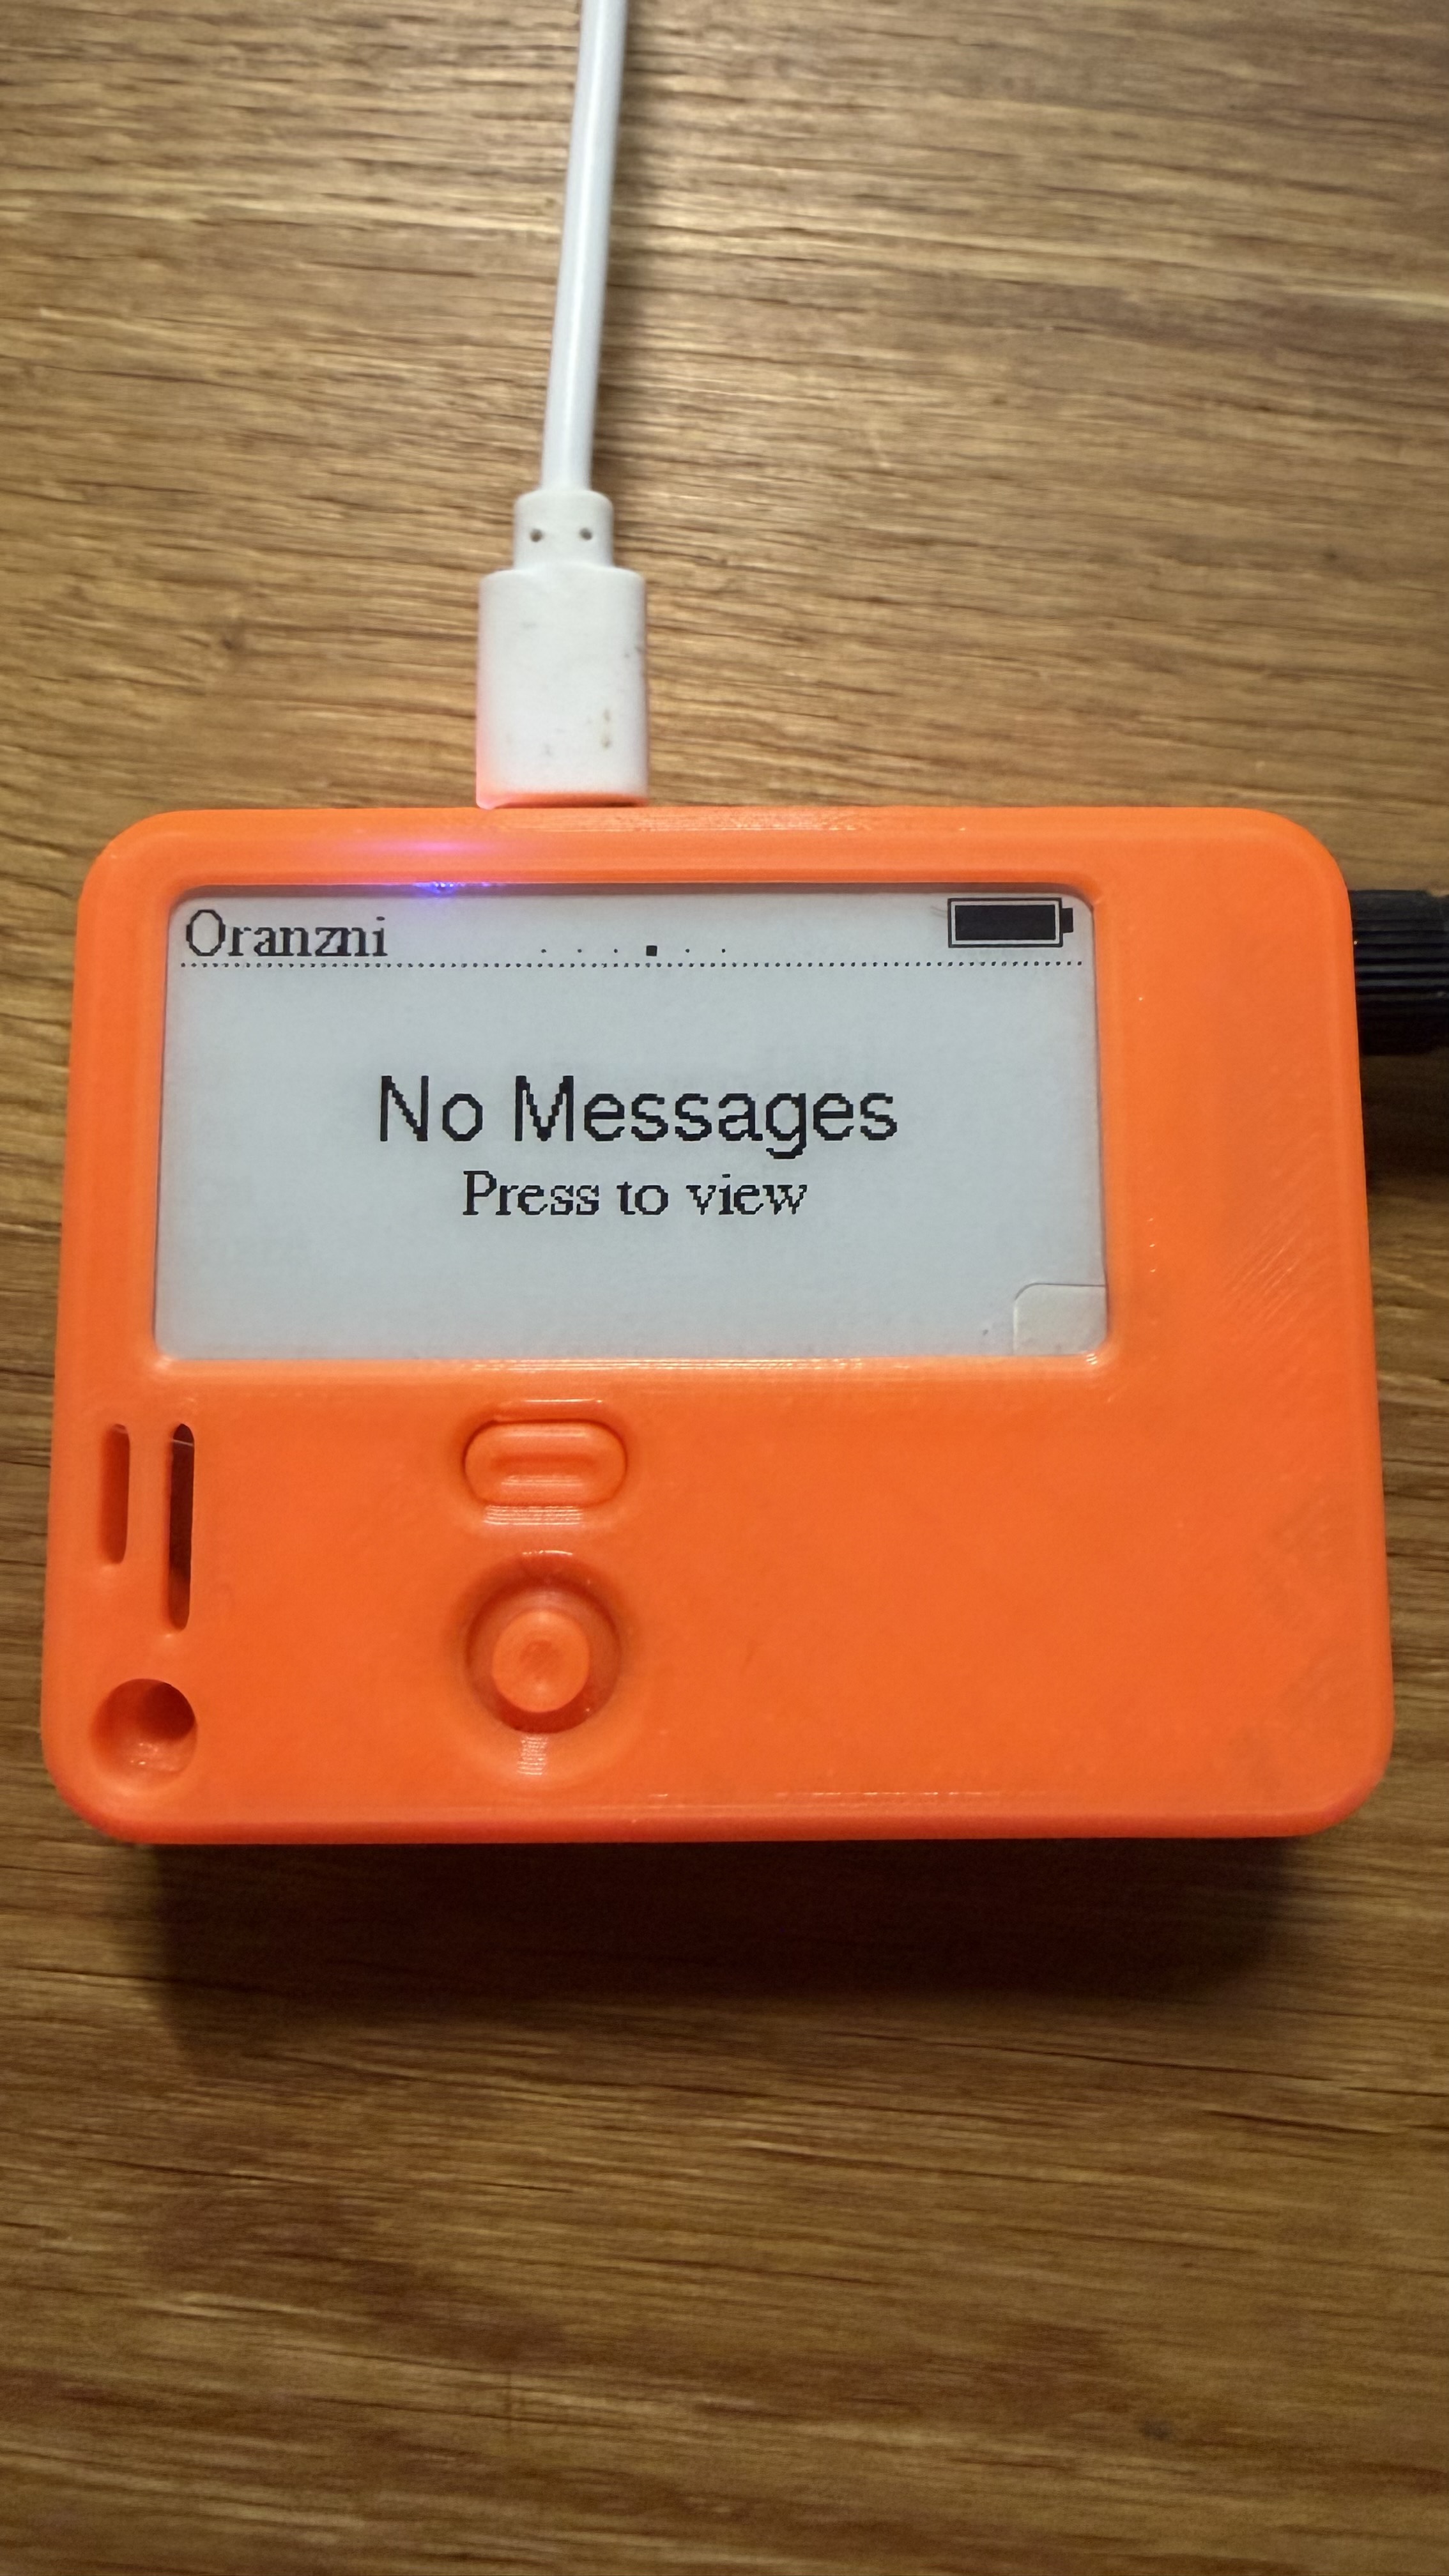 Oranzni
No Messages
Press to view